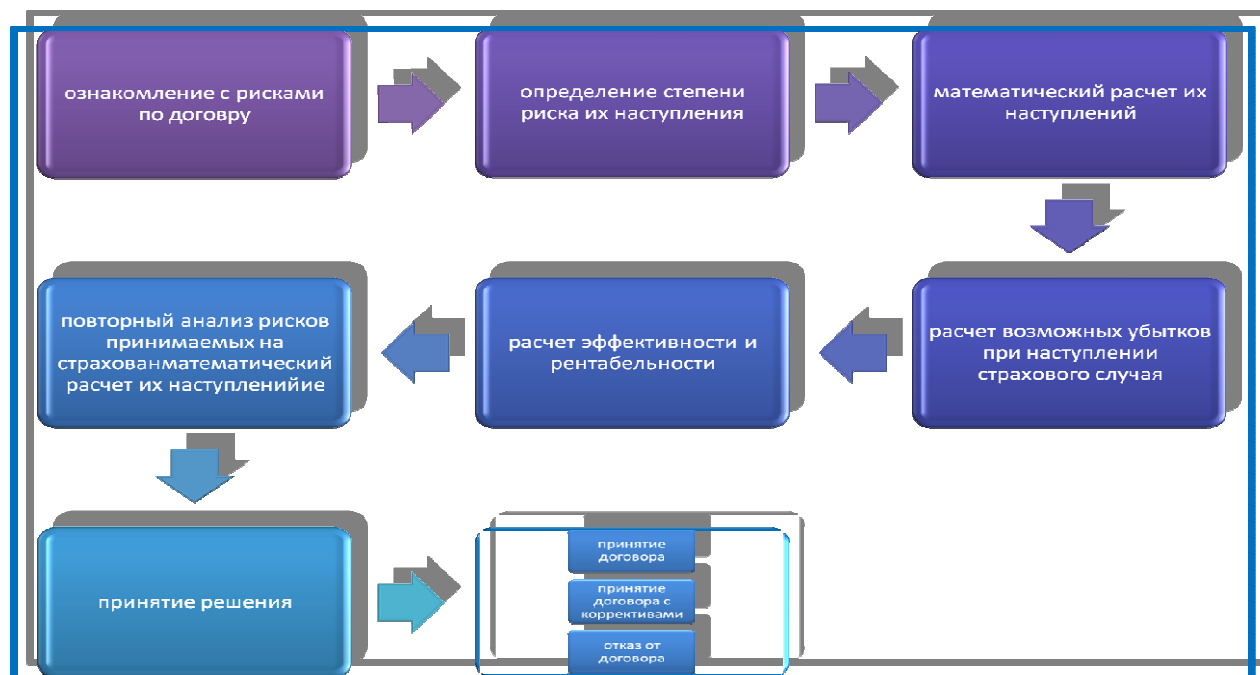 ознакомление с рисками
по договру
определение степени
риска их наступления
математический расчет их
наступлений
расчет возможных убытков
при наступлении
страхового случая
расчет эффективности и
рентабельности
повторный анализ рисков
принимаемых на
страхованматематический
расчет их наступленийие
принятие решения
принятие
договора
принятие
договора с
коррективами
отказ от
договора